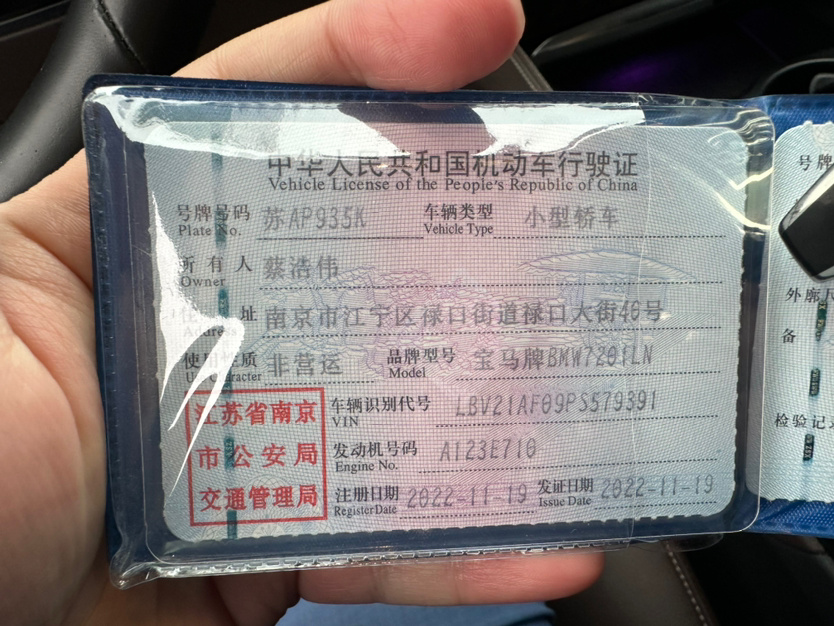 中华人民共和国机动车行驶证
Vehicle License of the People's Republic of China
号牌号码 苏AP935K 车辆类型 小型轿车
Plate No. Vehicle Type
所有人 蔡浩伟
Owner
住址 南京市江宁区禄口街道禄口大街46号
Address
使用性质 非营运 品牌型号 宝马牌BMW7201LN
Use Character Model
江苏省南京
市公安局
交通管理局
车辆识别代号 LBV21AF09PS579391
VIN
发动机号码 A123E710
Engine No.
注册日期 2022-11-19 发证日期 2022-11-19
Register Date Issue Date
号牌
外廓
备
检验记